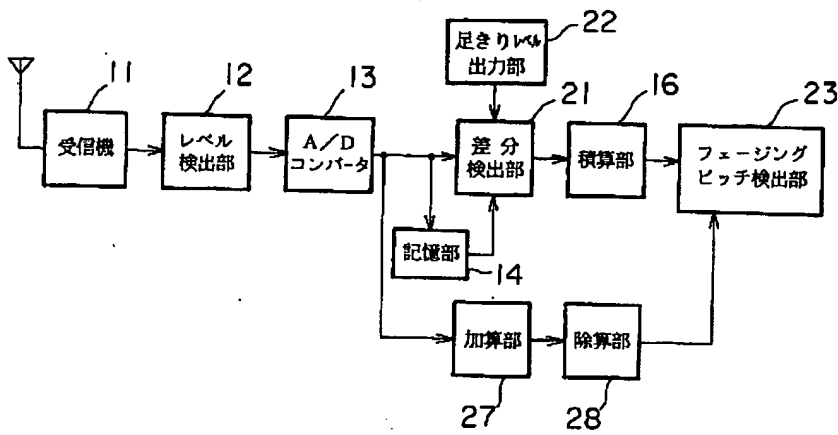 足きりレベル
出力部
22
11
12
13
21
16
23
受信機
レベル
検出部
A/D
コンバータ
差分
検出部
積算部
フェージング
ピッチ検出部
記憶部
14
加算部
除算部
27
28